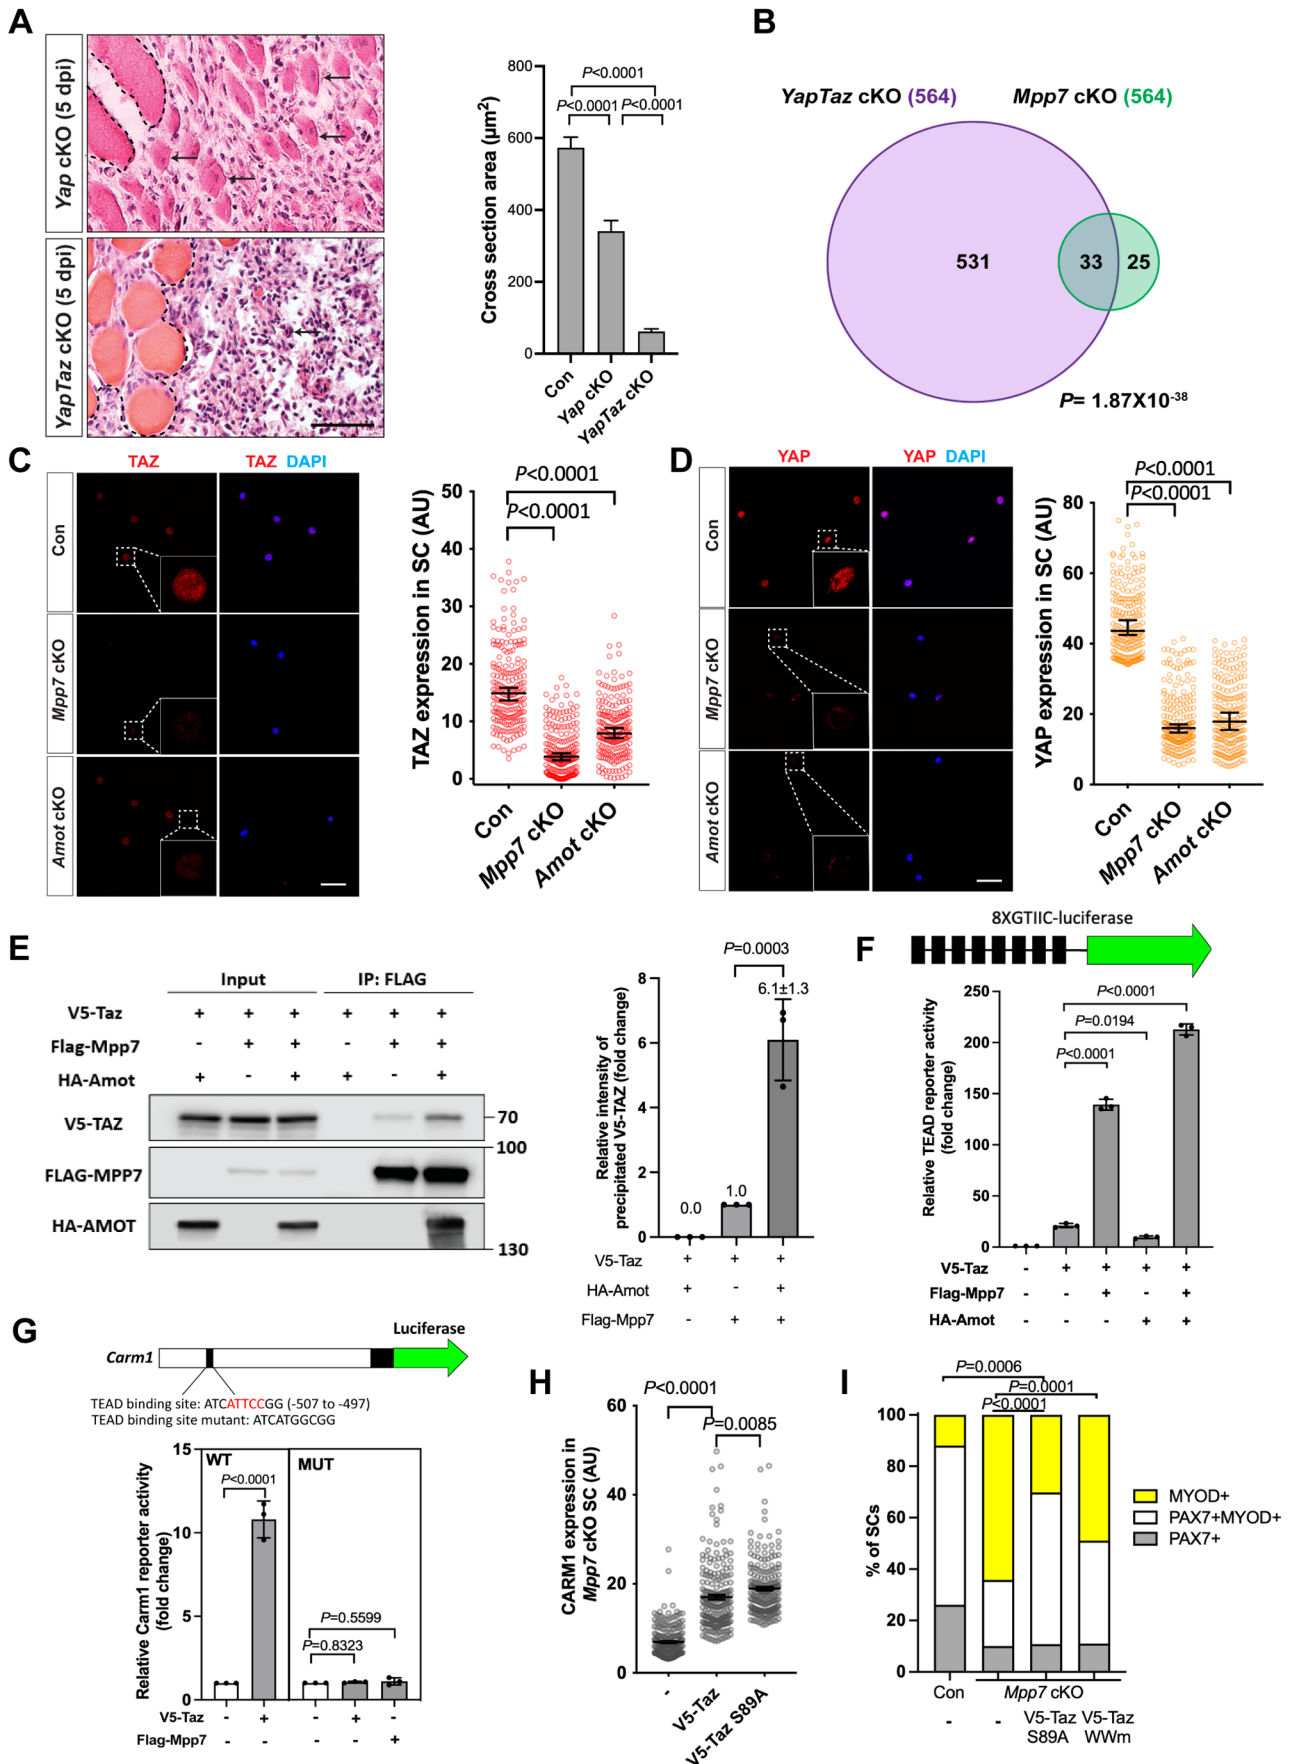 A
Yap cKO (5 dpi)
YapTaz cKO (5 dpi)
Cross section area (µm²)
800
600
400
200
0
P<0.0001
P<0.0001
P<0.0001
Con
Yap cKO
YapTaz cKO
B
YapTaz cKO (564)
Mpp7 cKO (564)
531
33
25
P= 1.87X10⁻³⁸
C
TAZ
TAZ DAPI
Con
Mpp7 cKO
Amot cKO
TAZ expression in SC (AU)
50
40
30
20
10
0
P<0.0001
P<0.0001
Con
Mpp7 cKO
Amot cKO
D
YAP
YAP DAPI
Con
Mpp7 cKO
Amot cKO
YAP expression in SC (AU)
80
60
40
20
0
P<0.0001
P<0.0001
Con
Mpp7 cKO
Amot cKO
E
Input
IP: FLAG
V5-Taz + + + + + +
Flag-Mpp7 - + + - + +
HA-Amot + - + + - +
V5-TAZ
70
100
FLAG-MPP7
HA-AMOT
130
Relative intensity of
precipitated V5-TAZ (fold change)
8
6
4
2
0
P=0.0003
6.1±1.3
1.0
0.0
V5-Taz + + +
HA-Amot + - +
Flag-Mpp7 - + +
F
8XGTIIC-luciferase
Relative TEAD reporter activity
(fold change)
250
200
150
100
50
0
P<0.0001
P=0.0194
P<0.0001
V5-Taz - + + + +
Flag-Mpp7 - - + - +
HA-Amot - - - + +
G
Luciferase
Carm1
TEAD binding site: ATCATTCCGG (-507 to -497)
TEAD binding site mutant: ATCATGGCGG
Relative Carm1 reporter activity
(fold change)
15
10
5
0
WT
MUT
P<0.0001
P=0.5599
P=0.8323
V5-Taz - + - + -
Flag-Mpp7 - - - - +
H
CARM1 expression in
Mpp7 cKO SC (AU)
60
40
20
0
P<0.0001
P=0.0085
-
V5-Taz
V5-Taz S89A
I
P=0.0006
P=0.0001
P<0.0001
% of SCs
100
80
60
40
20
0
MYOD+
PAX7+MYOD+
PAX7+
Con
Mpp7 cKO
- - V5-Taz V5-Taz
S89A WWm